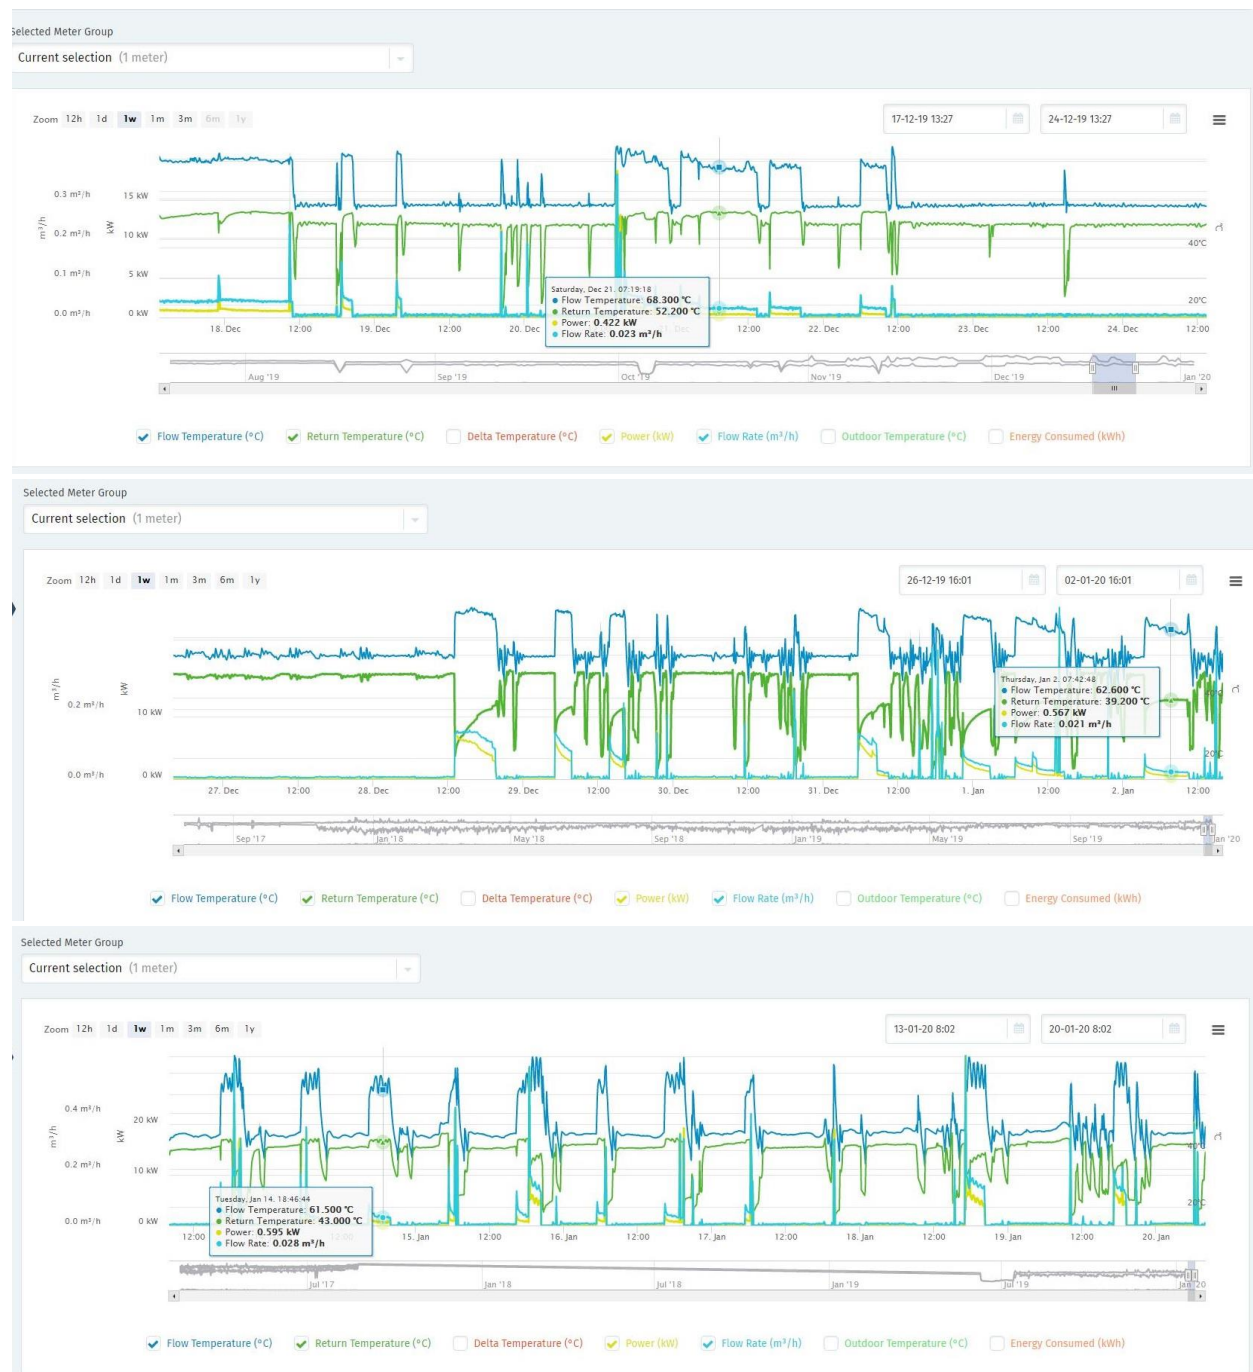 Selected Meter Group
Current selection (1 meter)
Zoom 12h 1d 1w 1m 3m 6m 1y
17-12-19 13:27
24-12-19 13:27
m³/h
kW
0.3 m³/h 15 kW
0.2 m³/h 10 kW
0.1 m³/h 5 kW
0.0 m³/h 0 kW
40°C
20°C
Saturday, Dec 21, 07:19:18
Flow Temperature: 68.300 °C
Return Temperature: 52.200 °C
Power: 0.422 kW
Flow Rate: 0.023 m³/h
18. Dec 12:00 19. Dec 12:00 20. Dec Dec 12:00 22. Dec 12:00 23. Dec 12:00 24. Dec 12:00
Aug '19 Sep '19 Oct '19 Nov '19 Dec '19 Jan '20
Flow Temperature (°C) Return Temperature (°C) Delta Temperature (°C) Power (kW) Flow Rate (m³/h) Outdoor Temperature (°C) Energy Consumed (kWh)
Selected Meter Group
Current selection (1 meter)
Zoom 12h 1d 1w 1m 3m 6m 1y
26-12-19 16:01
02-01-20 16:01
m³/h
kW
0.2 m³/h 10 kW
0.0 m³/h 0 kW
20°C
Thursday, Jan 2, 07:42:48
Flow Temperature: 62.600 °C
Return Temperature: 39.200 °C
Power: 0.567 kW
Flow Rate: 0.021 m³/h
27. Dec 12:00 28. Dec 12:00 29. Dec 12:00 30. Dec 12:00 31. Dec 12:00 1. Jan 12:00 2. Jan 12:00
Sep '17 Jan '18 May '18 Sep '18 Jan '19 May '19 Sep '19 Jan '20
Flow Temperature (°C) Return Temperature (°C) Delta Temperature (°C) Power (kW) Flow Rate (m³/h) Outdoor Temperature (°C) Energy Consumed (kWh)
Selected Meter Group
Current selection (1 meter)
Zoom 12h 1d 1w 1m 3m 6m 1y
13-01-20 8:02
20-01-20 8:02
m³/h
kW
0.4 m³/h 20 kW
0.2 m³/h 10 kW
0.0 m³/h 0 kW
40°C
20°C
Tuesday, Jan 14, 18:46:44
Flow Temperature: 61.500 °C
Return Temperature: 43.000 °C
Power: 0.595 kW
Flow Rate: 0.028 m³/h
12:00 12:00 15. Jan 12:00 16. Jan 12:00 17. Jan 12:00 18. Jan 12:00 19. Jan 12:00 20. Jan
Jul '17 Jan '18 Jul '18 Jan '19 Jul '19 Jan '20
Flow Temperature (°C) Return Temperature (°C) Delta Temperature (°C) Power (kW) Flow Rate (m³/h) Outdoor Temperature (°C) Energy Consumed (kWh)